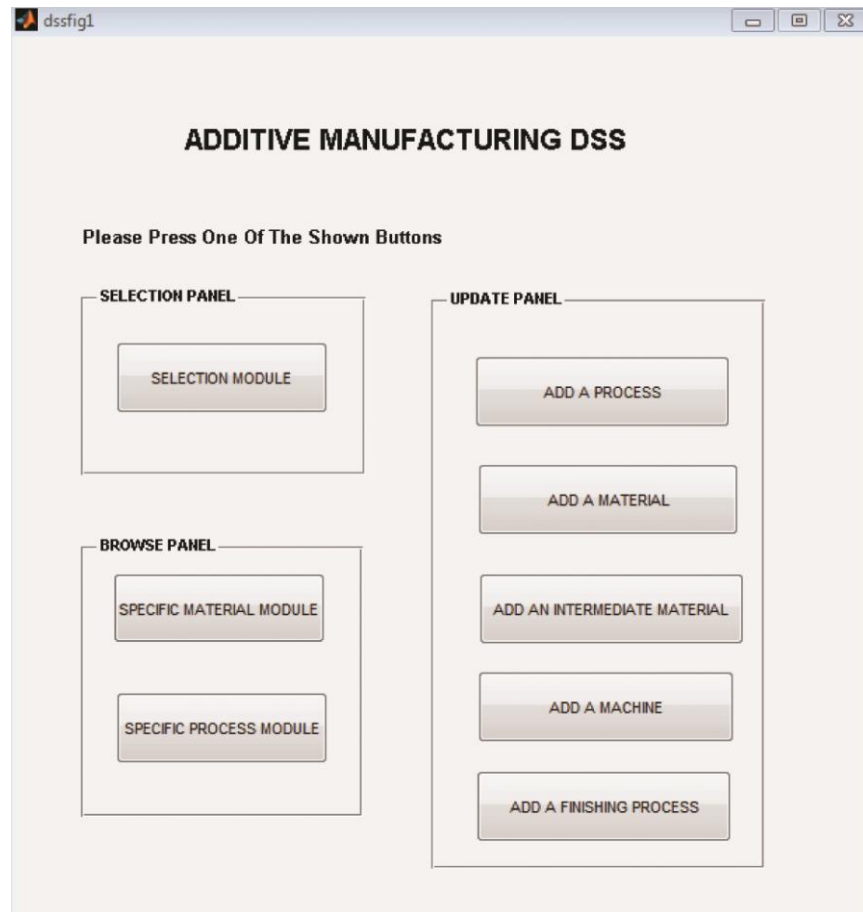 dssfig1
ADDITIVE MANUFACTURING DSS
Please Press One Of The Shown Buttons
SELECTION PANEL
SELECTION MODULE
BROWSE PANEL
SPECIFIC MATERIAL MODULE
SPECIFIC PROCESS MODULE
UPDATE PANEL
ADD A PROCESS
ADD A MATERIAL
ADD AN INTERMEDIATE MATERIAL
ADD A MACHINE
ADD A FINISHING PROCESS